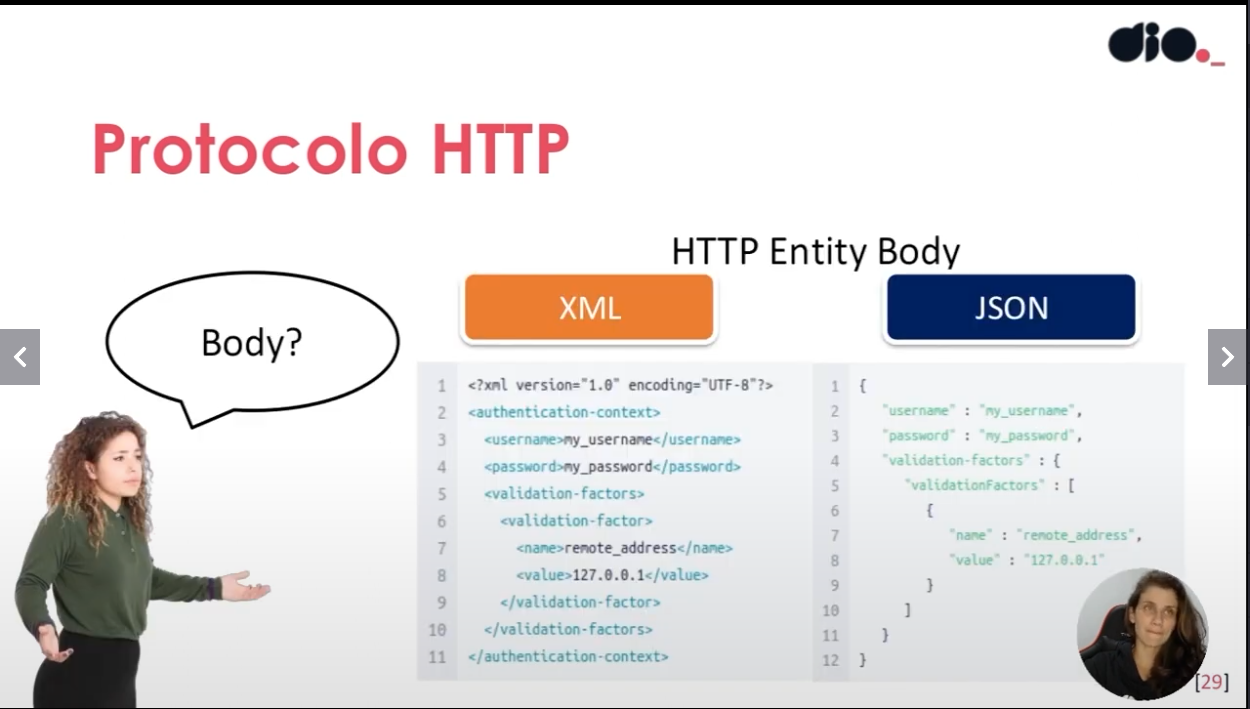 dio._
Protocolo HTTP
HTTP Entity Body
Body?
XML
1 <?xml version="1.0" encoding="UTF-8"?>
2 <authentication-context>
3 <username>my_username</username>
4 <password>my_password</password>
5 <validation-factors>
6 <validation-factor>
7 <name>remote_address</name>
8 <value>127.0.0.1</value>
9 </validation-factor>
10 </validation-factors>
11 </authentication-context>
JSON
1 {
2 "username" : "my_username",
3 "password" : "my_password",
4 "validation-factors" : {
5 "validationFactors" : [
6 {
7 "name" : "remote_address",
8 "value" : "127.0.0.1"
9 }
10 ]
11 }
12 }
[29]